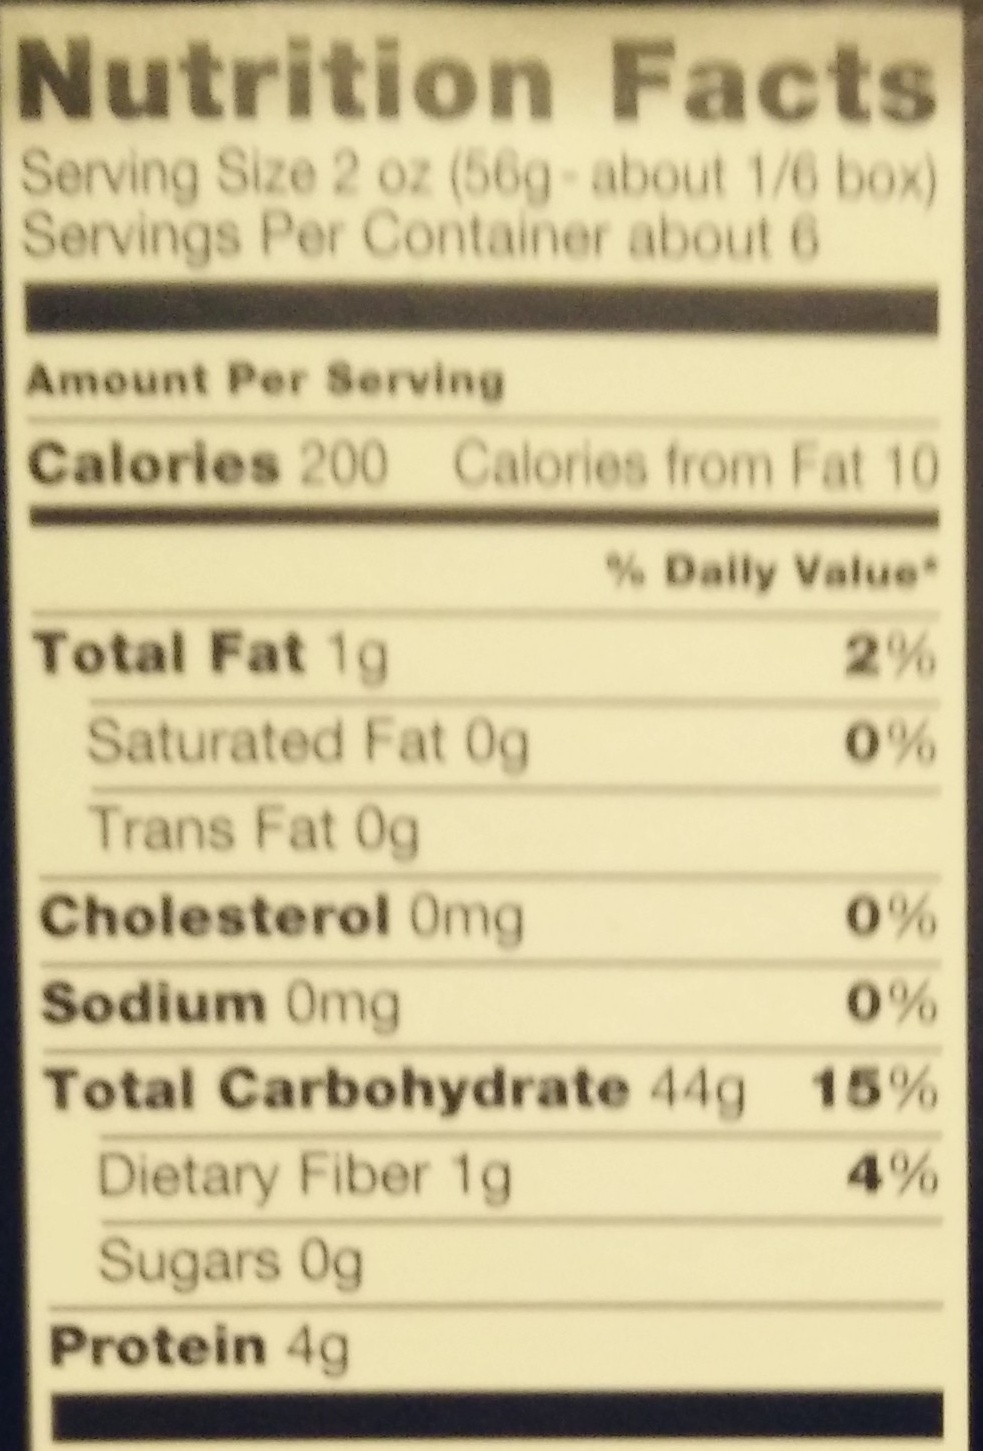 Nutrition Facts
Serving Size 2 oz (56g - about 1/6 box)
Servings Per Container about 6
Amount Per Serving
Calories 200 Calories from Fat 10
% Daily Value*
Total Fat 1g 2%
Saturated Fat 0g 0%
Trans Fat 0g
Cholesterol 0mg 0%
Sodium 0mg 0%
Total Carbohydrate 44g 15%
Dietary Fiber 1g 4%
Sugars 0g
Protein 4g